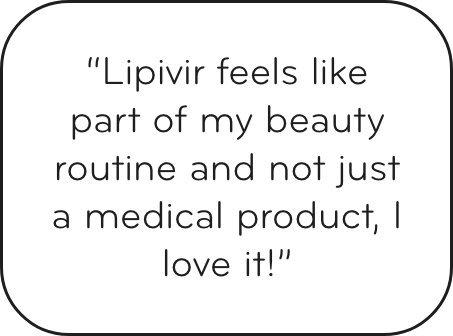 “Lipivir feels like
part of my beauty
routine and not just
a medical product, I
love it!”